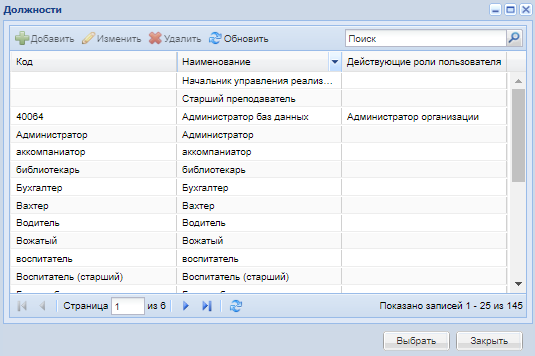 Должности
Добавить Изменить Удалить Обновить Поиск
Код Наименование Действующие роли пользователя
Начальник управления реализ...
Старший преподаватель
40064 Администратор баз данных Администратор организации
Администратор Администратор
аккомпаниатор аккомпаниатор
библиотекарь библиотекарь
Бухгалтер Бухгалтер
Вахтер Вахтер
Водитель Водитель
Вожатый Вожатый
воспитатель воспитатель
Воспитатель (старший) Воспитатель (старший)
Страница 1 из 6 Показано записей 1 - 25 из 145
Выбрать Закрыть